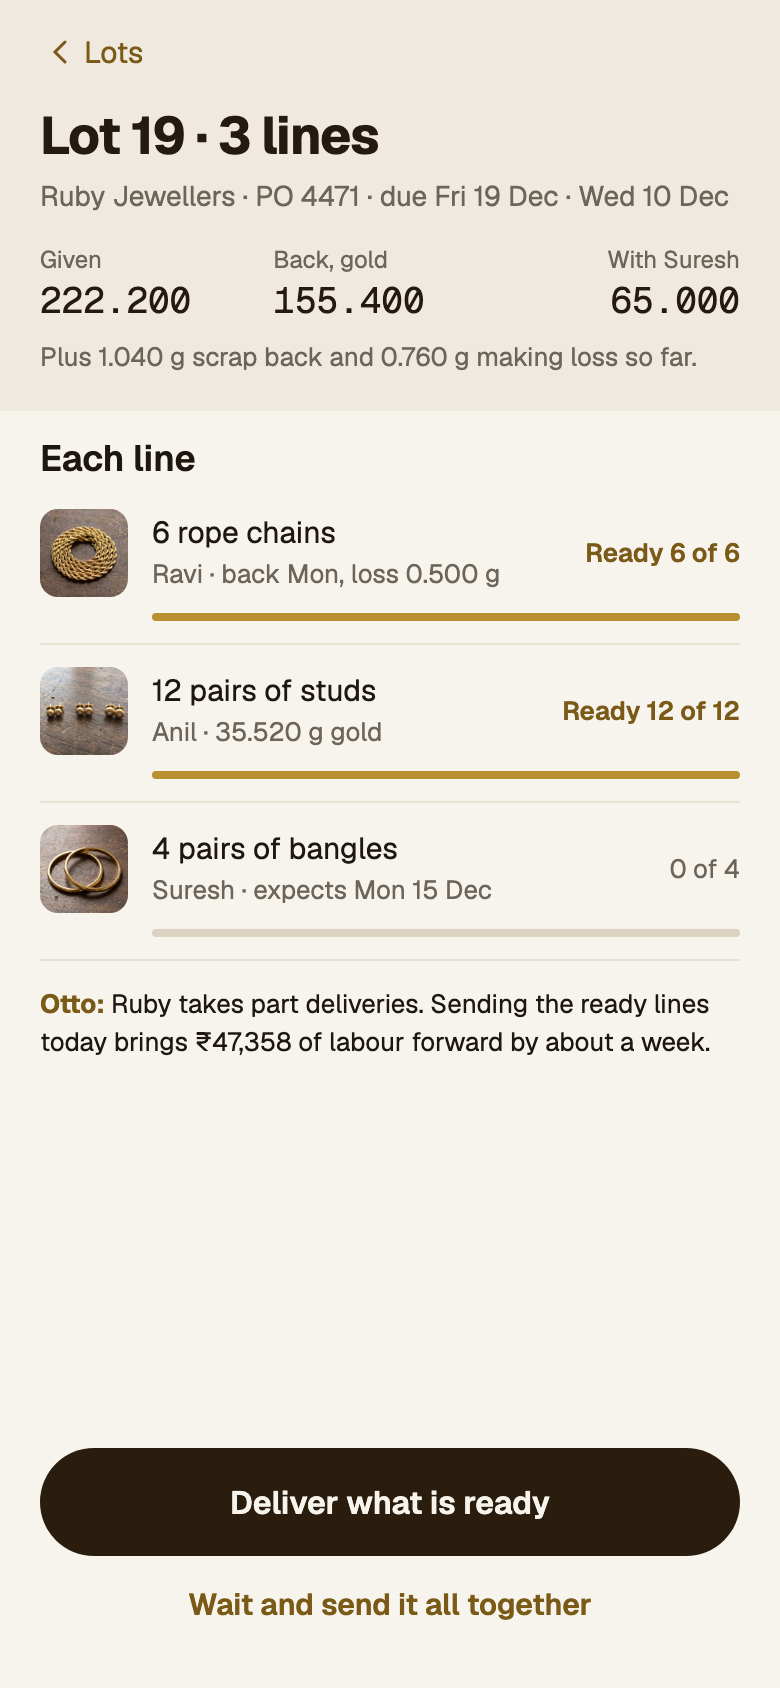 Lots
Lot 19 · 3 lines
Ruby Jewellers · PO 4471 · due Fri 19 Dec · Wed 10 Dec
Given
222.200
Back, gold
155.400
With Suresh
65.000
Plus 1.040 g scrap back and 0.760 g making loss so far.
Each line
6 rope chains
Ravi · back Mon, loss 0.500 g
Ready 6 of 6
12 pairs of studs
Anil · 35.520 g gold
Ready 12 of 12
4 pairs of bangles
Suresh · expects Mon 15 Dec
0 of 4
Otto: Ruby takes part deliveries. Sending the ready lines
today brings ₹47,358 of labour forward by about a week.
Deliver what is ready
Wait and send it all together